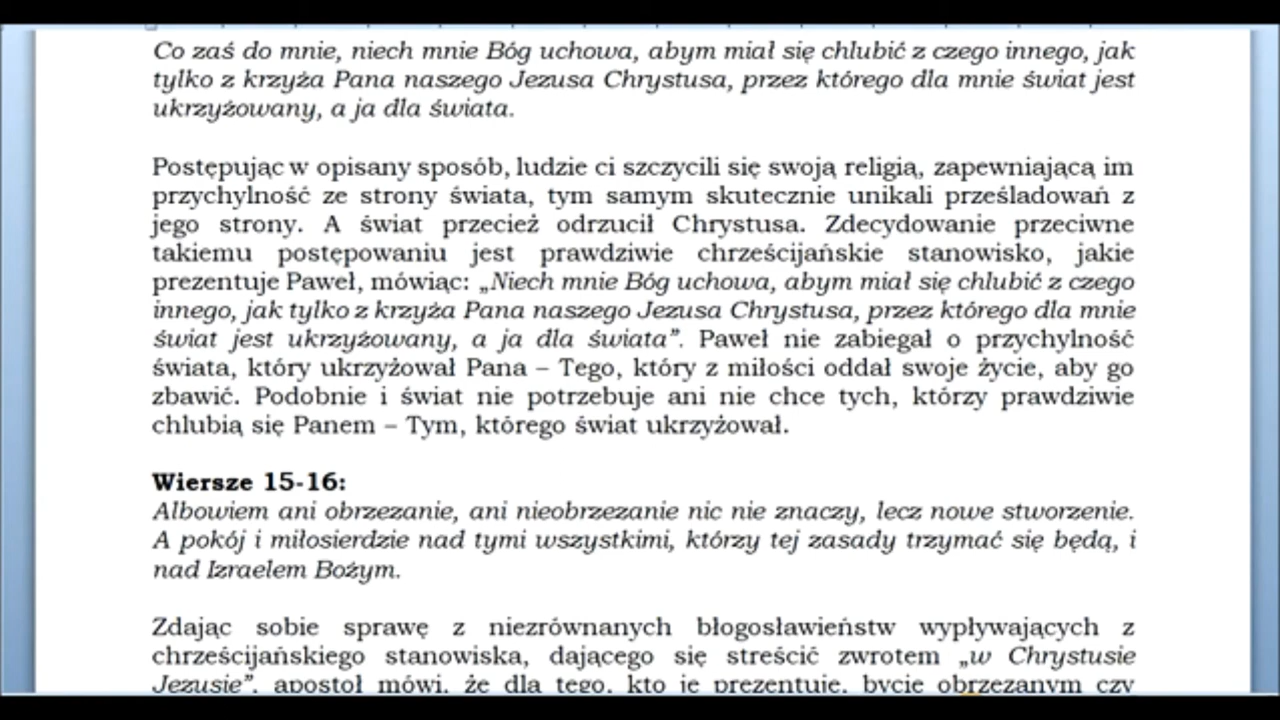 Co zaś do mnie, niech mnie Bóg uchowa, abym miał się chlubić z czego innego, jak
tylko z krzyża Pana naszego Jezusa Chrystusa, przez którego dla mnie świat jest
ukrzyżowany, a ja dla świata.
Postępując w opisany sposób, ludzie ci szczycili się swoją religią, zapewniającą im
przychylność ze strony świata, tym samym skutecznie unikali prześladowań z
jego strony. A świat przecież odrzucił Chrystusa. Zdecydowanie przeciwne
takiemu postępowaniu jest prawdziwie chrześcijańskie stanowisko, jakie
prezentuje Paweł, mówiąc: „Niech mnie Bóg uchowa, abym miał się chlubić z czego
innego, jak tylko z krzyża Pana naszego Jezusa Chrystusa, przez którego dla mnie
świat jest ukrzyżowany, a ja dla świata”. Paweł nie zabiegał o przychylność
świata, który ukrzyżował Pana – Tego, który z miłości oddał swoje życie, aby go
zbawić. Podobnie i świat nie potrzebuje ani nie chce tych, którzy prawdziwie
chlubią się Panem – Tym, którego świat ukrzyżował.
Wiersze 15-16:
Albowiem ani obrzezanie, ani nieobrzezanie nic nie znaczy, lecz nowe stworzenie.
A pokój i miłosierdzie nad tymi wszystkimi, którzy tej zasady trzymać się będą, i
nad Izraelem Bożym.
Zdając sobie sprawę z niezrównanych błogosławieństw wypływających z
chrześcijańskiego stanowiska, dającego się streścić zwrotem „w Chrystusie
Jezusie”, apostoł mówi, że dla tego, kto je prezentuje, bycie obrzezanym czy